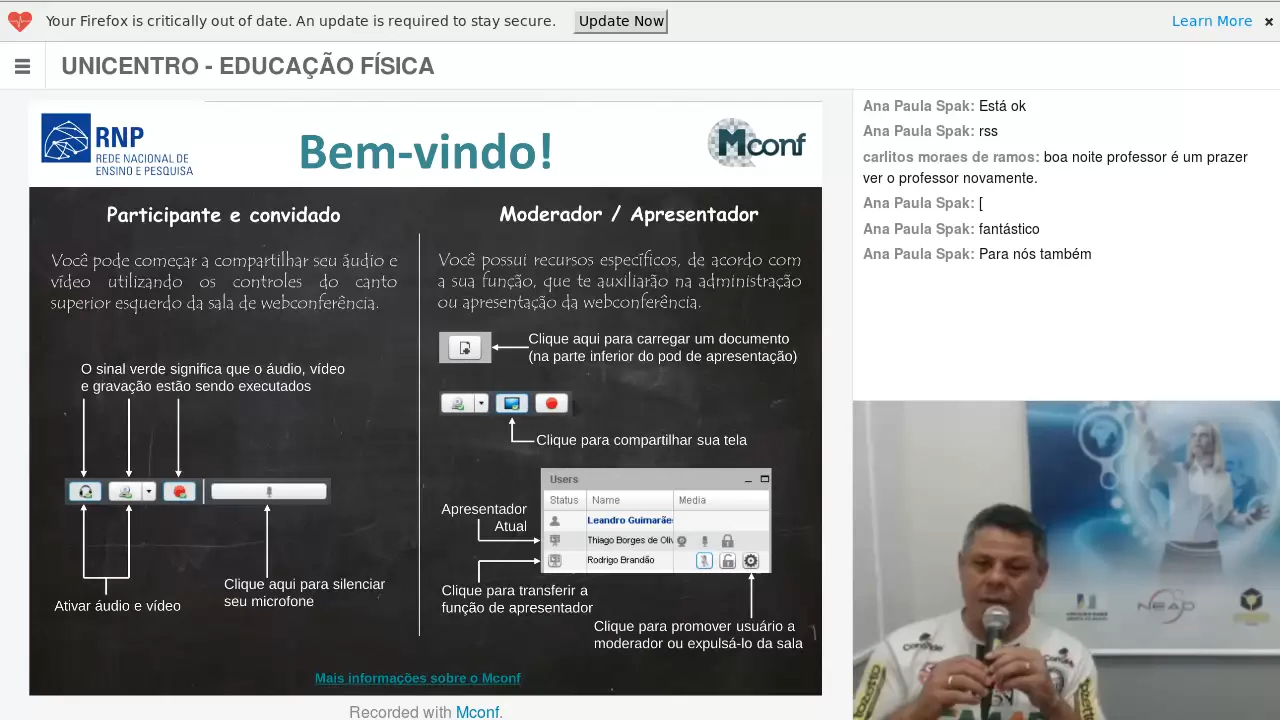 Your Firefox is critically out of date. An update is required to stay secure.
Update Now
Learn More
UNICENTRO - EDUCAÇÃO FÍSICA
RNP
REDE NACIONAL DE
ENSINO E PESQUISA
Bem-vindo!
Mconf
Participante e convidado
Você pode começar a compartilhar seu áudio e
vídeo utilizando os controles do canto
superior esquerdo da sala de webconferência.
O sinal verde significa que o áudio, vídeo
e gravação estão sendo executados
Ativar áudio e vídeo
Clique aqui para silenciar
seu microfone
Moderador / Apresentador
Você possui recursos específicos, de acordo com
a sua função, que te auxiliarão na administração
ou apresentação da webconferência.
Clique aqui para carregar um documento
(na parte inferior do pod de apresentação)
Clique para compartilhar sua tela
Users
Status Name Media
Leandro Guimarães
Thiago Borges de Oliv
Rodrigo Brandão
Apresentador
Atual
Clique para transferir a
função de apresentador
Clique para promover usuário a
moderador ou expulsá-lo da sala
Mais informações sobre o Mconf
Recorded with Mconf.
Ana Paula Spak: Está ok
Ana Paula Spak: rss
carlitos moraes de ramos: boa noite professor é um prazer
ver o professor novamente.
Ana Paula Spak: [
Ana Paula Spak: fantástico
Ana Paula Spak: Para nós também
NEAD